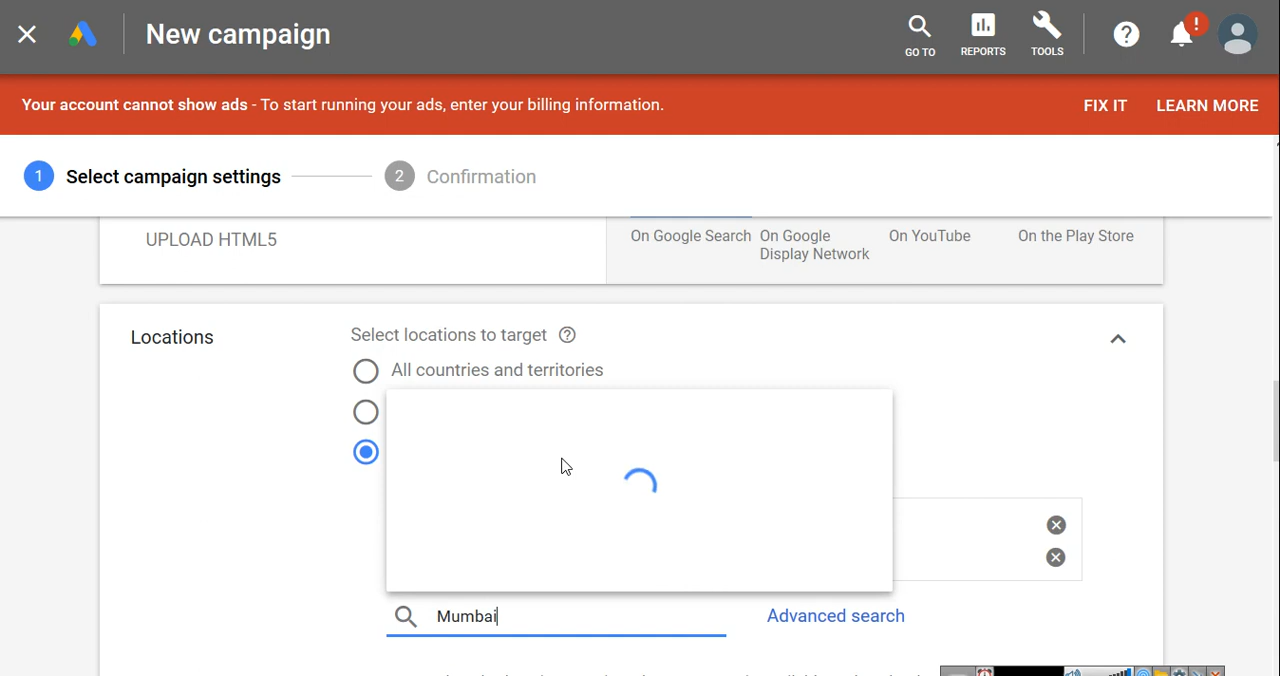 New campaign
GO TO
REPORTS
TOOLS
Your account cannot show ads - To start running your ads, enter your billing information.
FIX IT
LEARN MORE
1 Select campaign settings
2 Confirmation
UPLOAD HTML5
On Google Search
On Google
Display Network
On YouTube
On the Play Store
Locations
Select locations to target
All countries and territories
Mumbai
Advanced search